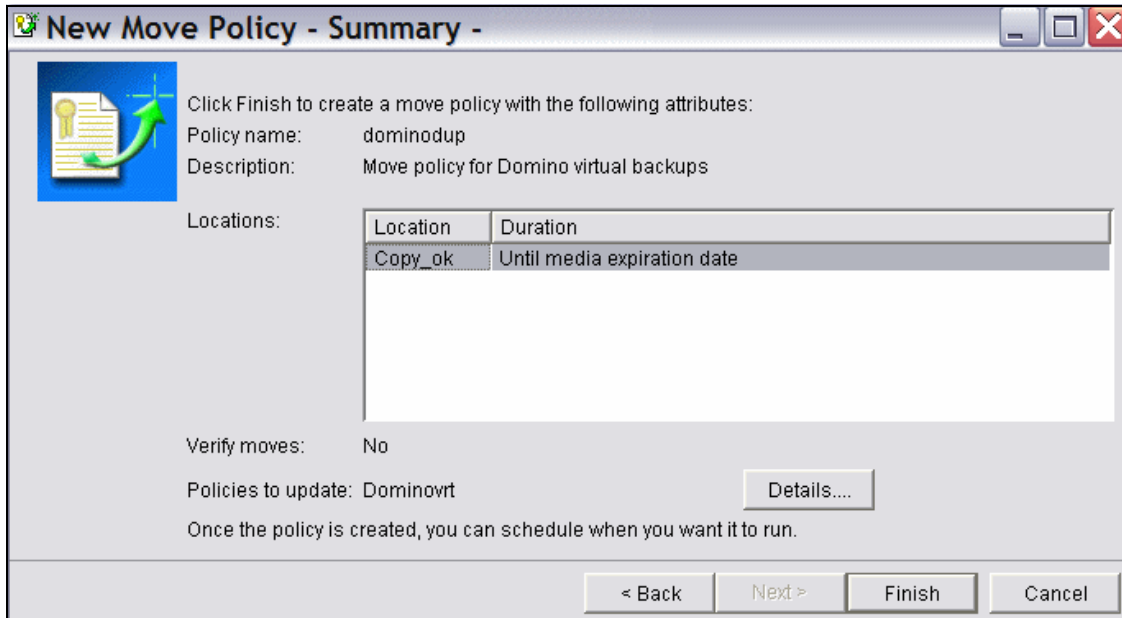 New Move Policy - Summary -
Click Finish to create a move policy with the following attributes:
Policy name: dominodup
Description: Move policy for Domino virtual backups
Locations:
Location Duration
Copy_ok Until media expiration date
Verify moves: No
Policies to update: Dominovrt Details....
Once the policy is created, you can schedule when you want it to run.
< Back Next > Finish Cancel